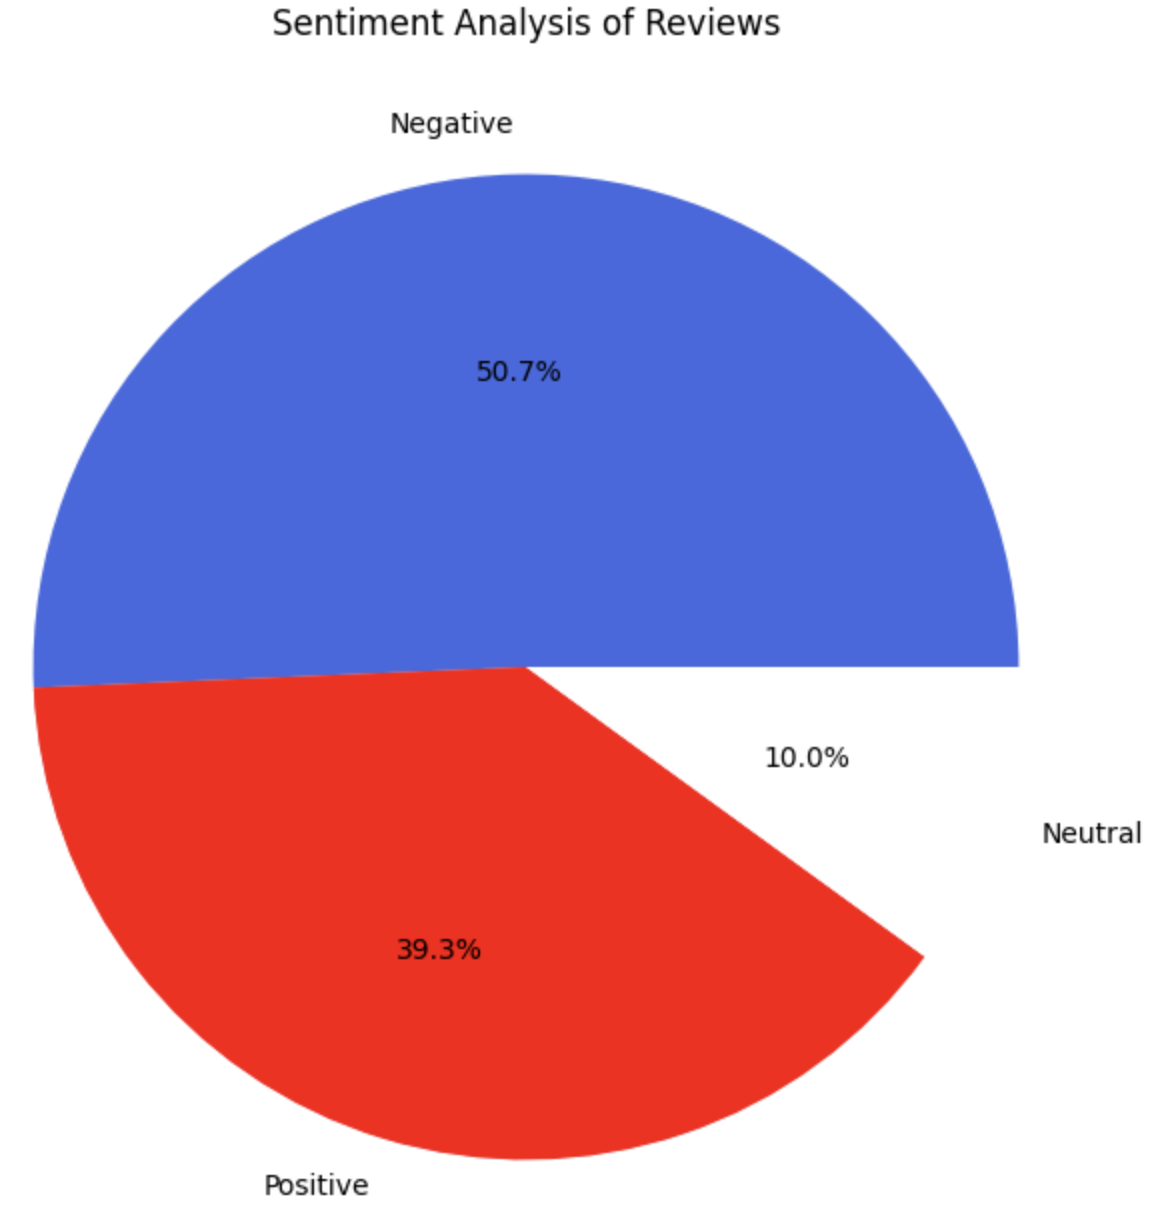 Sentiment Analysis of Reviews
Negative
50.7%
10.0%
Neutral
39.3%
Positive